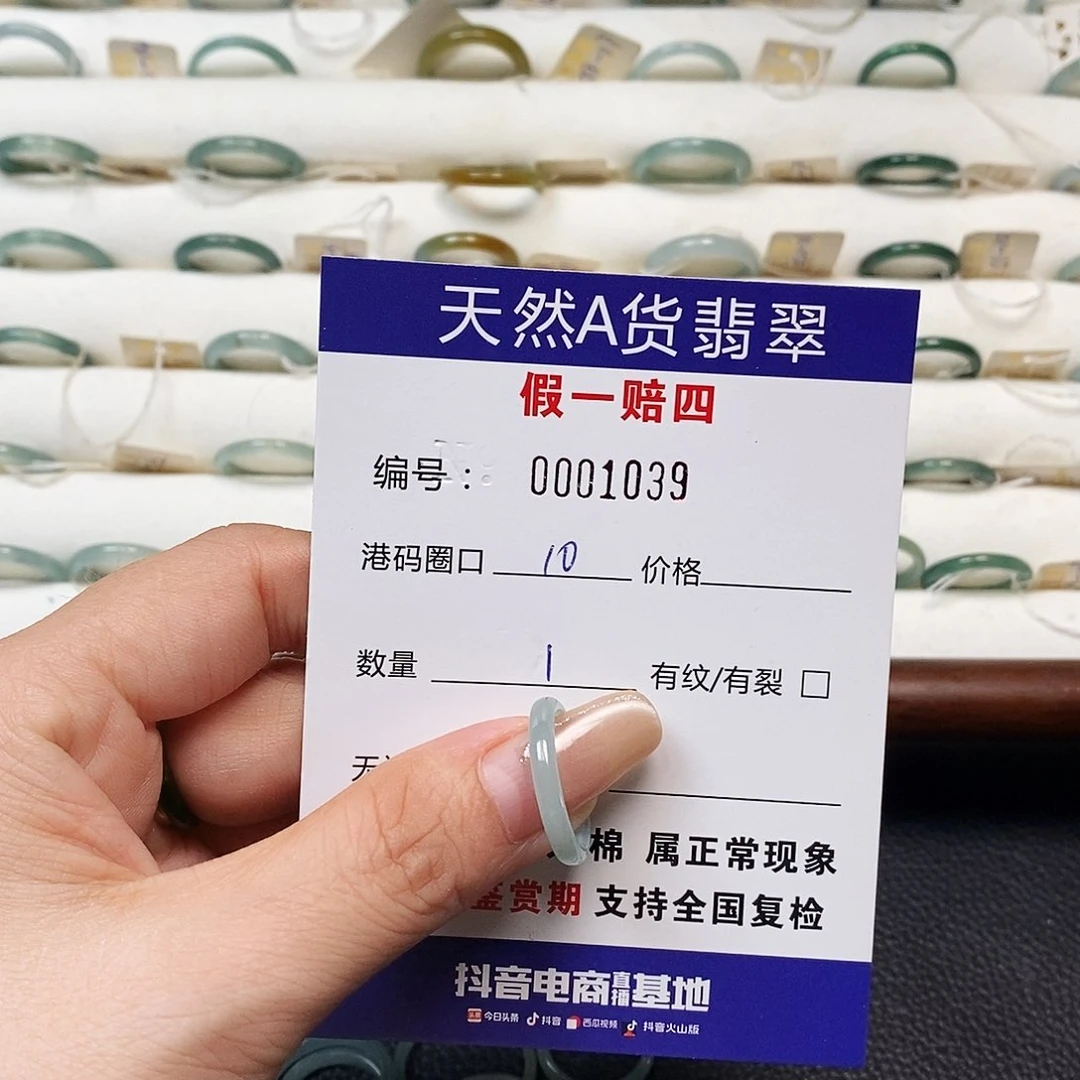 天然A货翡翠
假一赔四
编号： 0001039
港码圈口 10 价格
数量 1 有纹/有裂 □
无
棉 属正常现象
鉴赏期 支持全国复检
抖音电商直播基地
今日头条 抖音 西瓜视频 抖音火山版